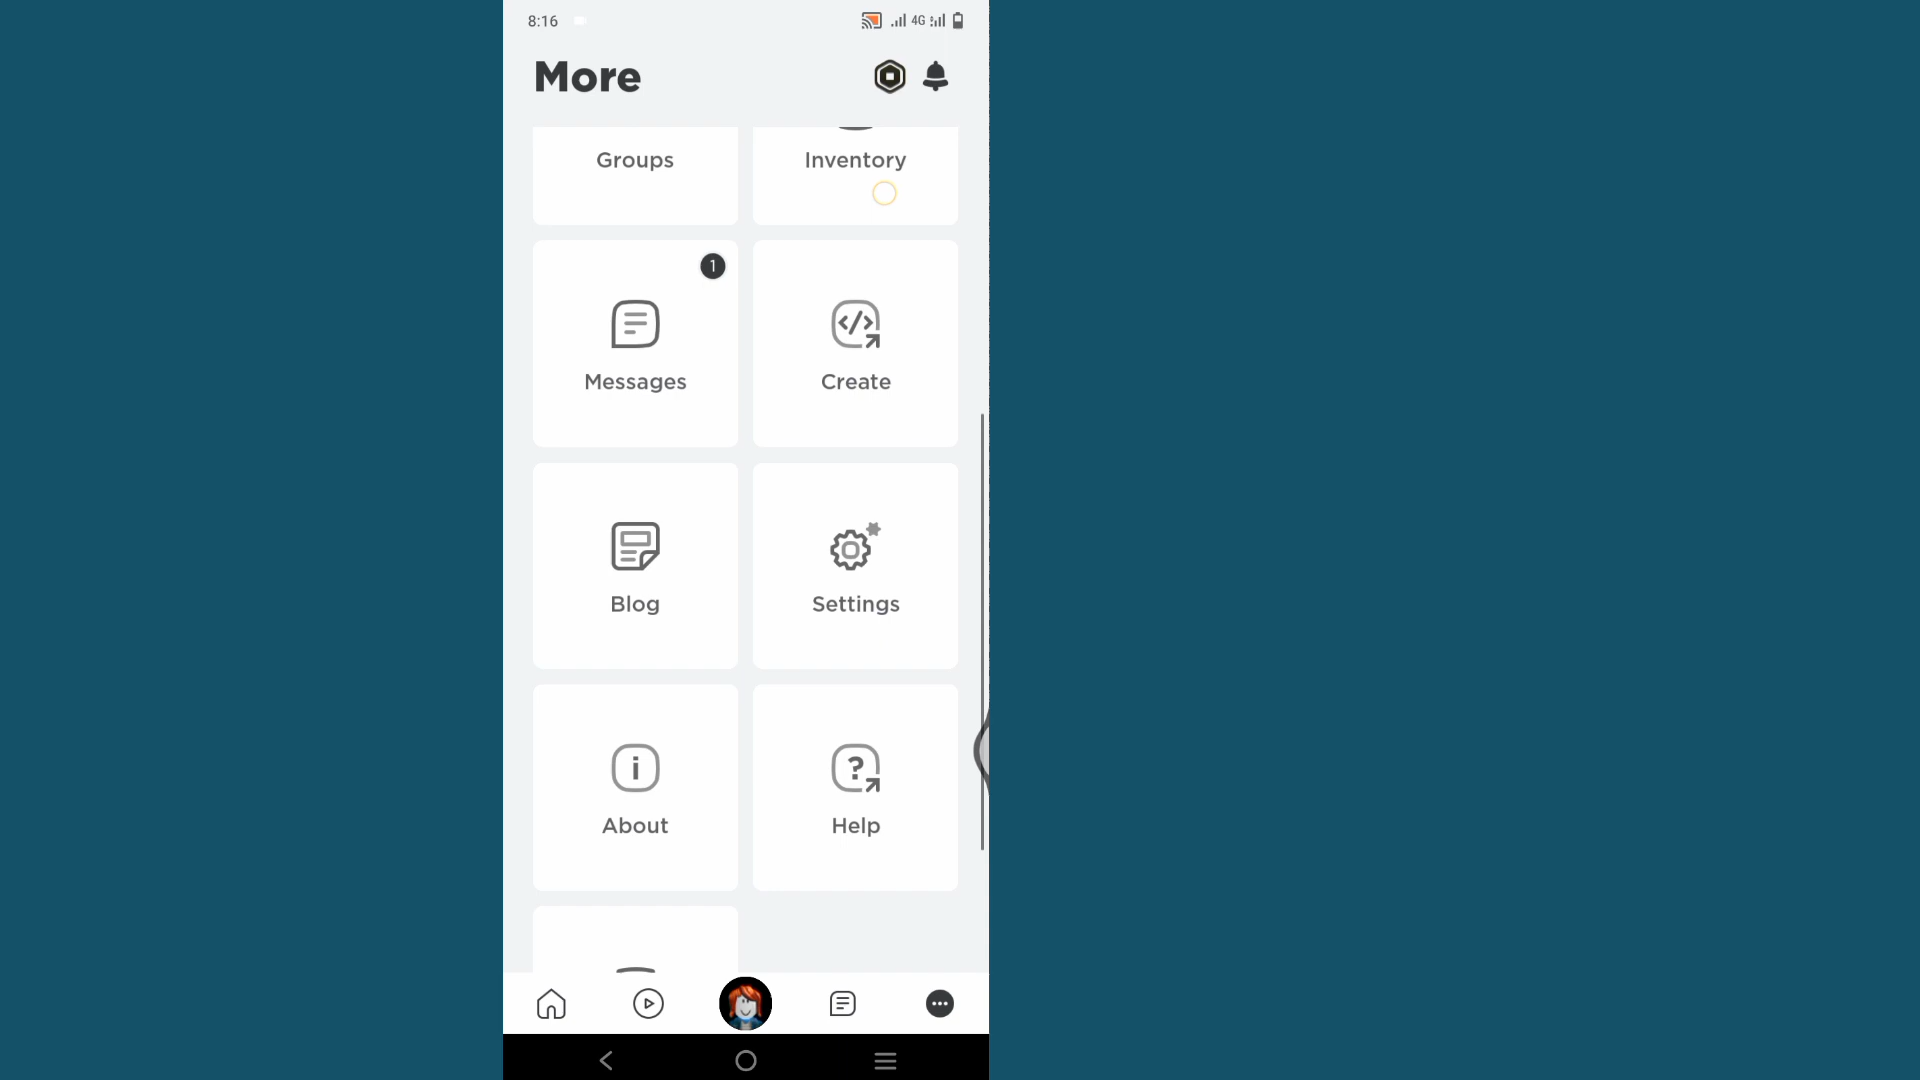 8:16
4G
More
Groups
Inventory
1
Messages
Create
Blog
Settings
About
Help